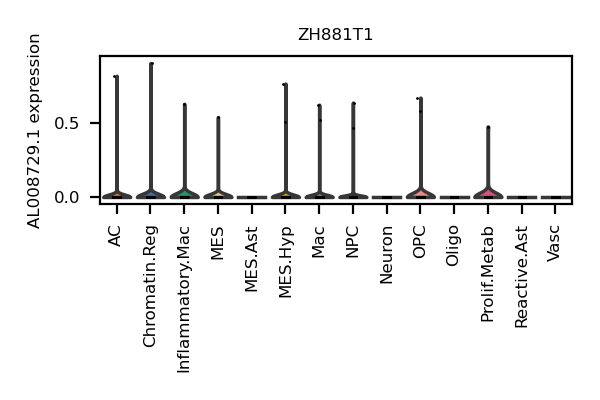 ZH881T1
AL008729.1 expression
0.5
0.0
AC
Chromatin.Reg
Inflammatory.Mac
MES
MES.Ast
MES.Hyp
Mac
NPC
Neuron
OPC
Oligo
Prolif.Metab
Reactive.Ast
Vasc